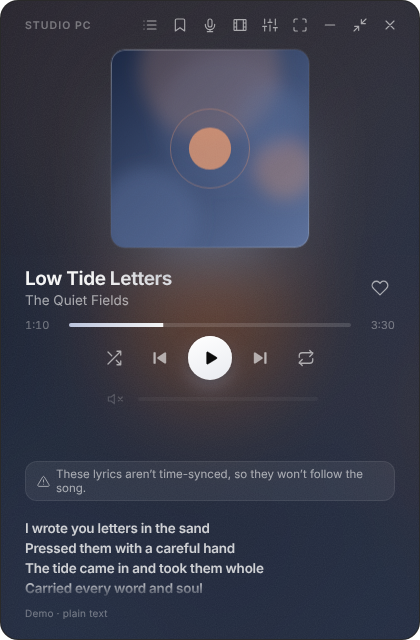 STUDIO PC
Low Tide Letters
The Quiet Fields
1:10
3:30
These lyrics aren't time-synced, so they won't follow the
song.
I wrote you letters in the sand
Pressed them with a careful hand
The tide came in and took them whole
Carried every word and soul
Demo · plain text